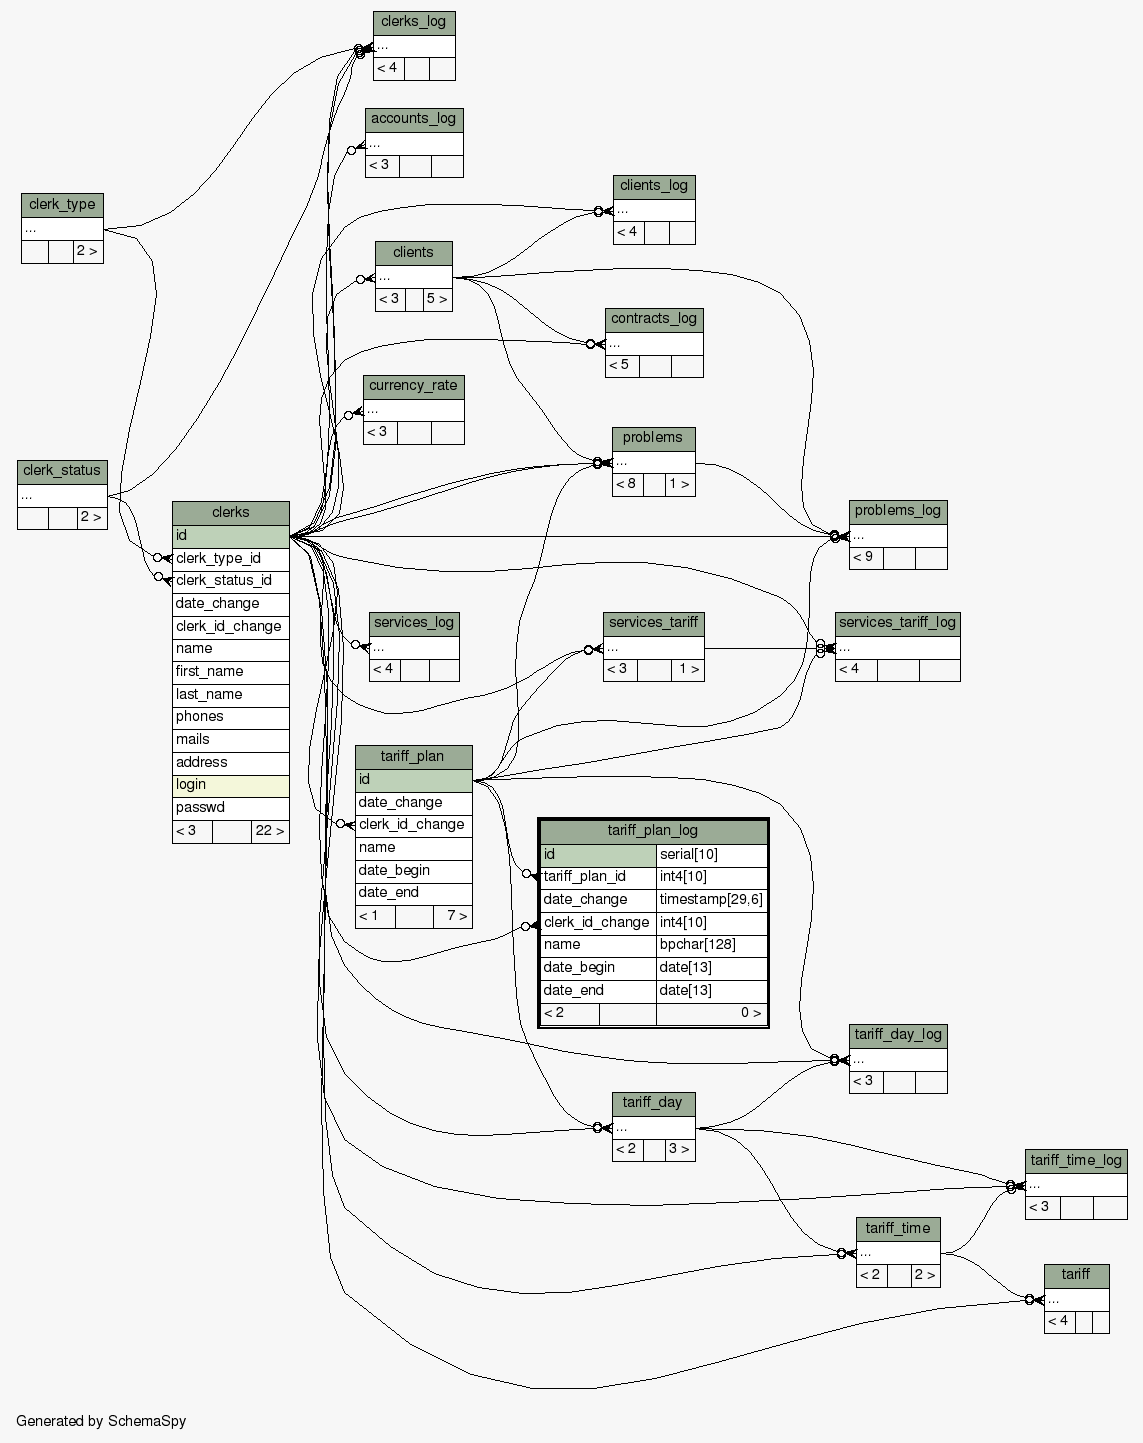 clerks_log
...
< 4
accounts_log
...
< 3
clients_log
...
< 4
clerk_type
...
2 >
clients
...
< 3 5 >
contracts_log
...
< 5
currency_rate
...
< 3
problems
...
< 8 1 >
clerk_status
...
2 >
clerks
id
clerk_type_id
clerk_status_id
date_change
clerk_id_change
name
first_name
last_name
phones
mails
address
login
passwd
< 3 22 >
problems_log
...
< 9
services_log
...
< 4
services_tariff
...
< 3 1 >
services_tariff_log
...
< 4
tariff_plan
id
date_change
clerk_id_change
name
date_begin
date_end
< 1 7 >
tariff_plan_log
id serial[10]
tariff_plan_id int4[10]
date_change timestamp[29,6]
clerk_id_change int4[10]
name bpchar[128]
date_begin date[13]
date_end date[13]
< 2 0 >
tariff_day_log
...
< 3
tariff_day
...
< 2 3 >
tariff_time_log
...
< 3
tariff_time
...
< 2 2 >
tariff
...
< 4
Generated by SchemaSpy